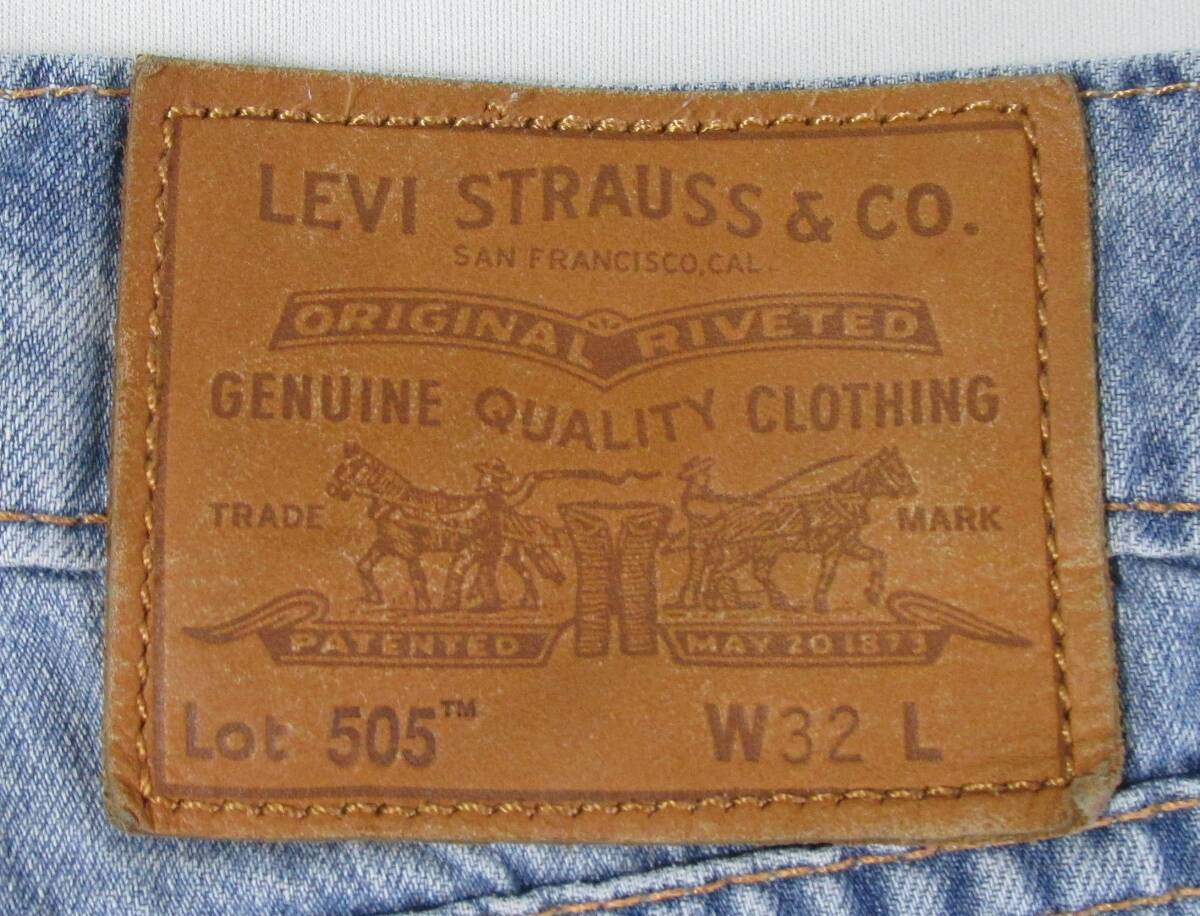 LEVI STRAUSS & CO.
SAN FRANCISCO, CAL.
ORIGINAL RIVETED
GENUINE QUALITY CLOTHING
TRADE MARK
PATENTED MAY 20 1873
Lot 505™ W32 L